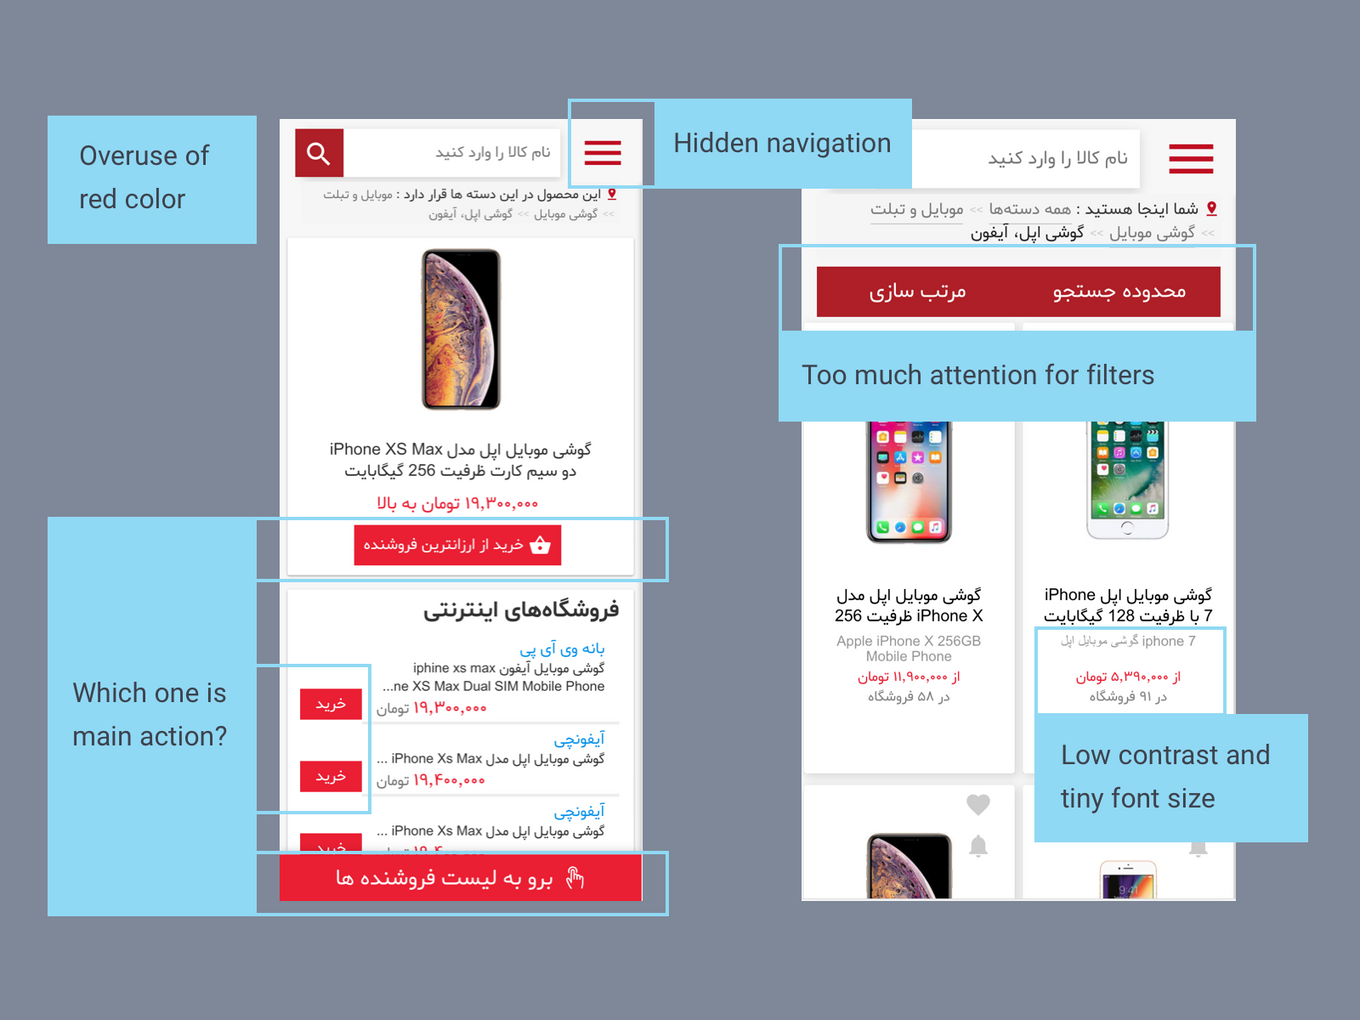 Overuse of
red color
نام کالا را وارد کنید
این محصول در این دسته ها قرار دارد : موبایل و تبلت
>> گوشی موبایل >> گوشی اپل، آیفون
گوشی موبایل اپل مدل iPhone XS Max
دو سیم کارت ظرفیت 256 گیگابایت
۱۹,۳۰۰,۰۰۰ تومان به بالا
خرید از ارزانترین فروشنده
فروشگاه‌های اینترنتی
بانه وی آی پی
گوشی موبایل آیفون iphine xs max
...ne XS Max Dual SIM Mobile Phone
۱۹,۳۰۰,۰۰۰ تومان
خرید
آیفونچی
گوشی موبایل اپل مدل iPhone Xs Max ...
۱۹,۴۰۰,۰۰۰ تومان
خرید
آیفونچی
گوشی موبایل اپل مدل iPhone Xs Max ...
خرید
برو به لیست فروشنده ها
Which one is
main action?
Hidden navigation
نام کالا را وارد کنید
شما اینجا هستید : همه دسته‌ها >> موبایل و تبلت
>> گوشی موبایل >> گوشی اپل، آیفون
محدوده جستجو
مرتب سازی
Too much attention for filters
گوشی موبایل اپل iPhone
7 با ظرفیت 128 گیگابایت
iphone 7 گوشی موبایل اپل
از ۵,۳۹۰,۰۰۰ تومان
در ۹۱ فروشگاه
گوشی موبایل اپل مدل
iPhone X ظرفیت 256
Apple iPhone X 256GB
Mobile Phone
از ۱۱,۹۰۰,۰۰۰ تومان
در ۵۸ فروشگاه
Low contrast and
tiny font size
9:41